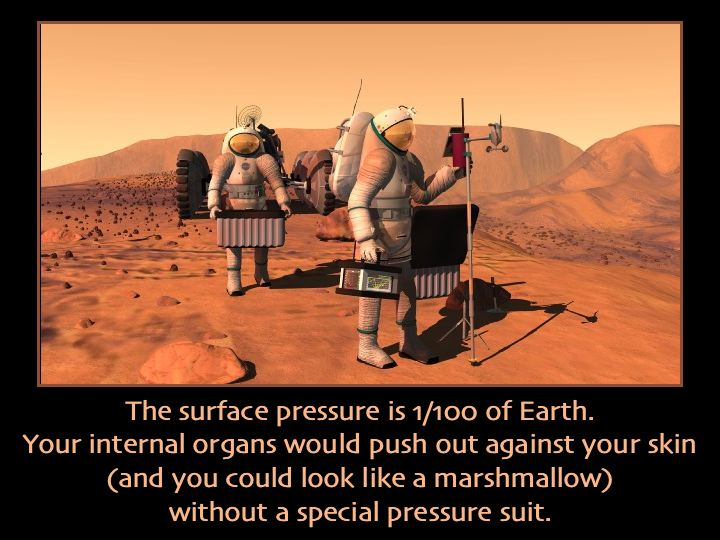 The surface pressure is 1/100 of Earth.
Your internal organs would push out against your skin
(and you could look like a marshmallow)
without a special pressure suit.